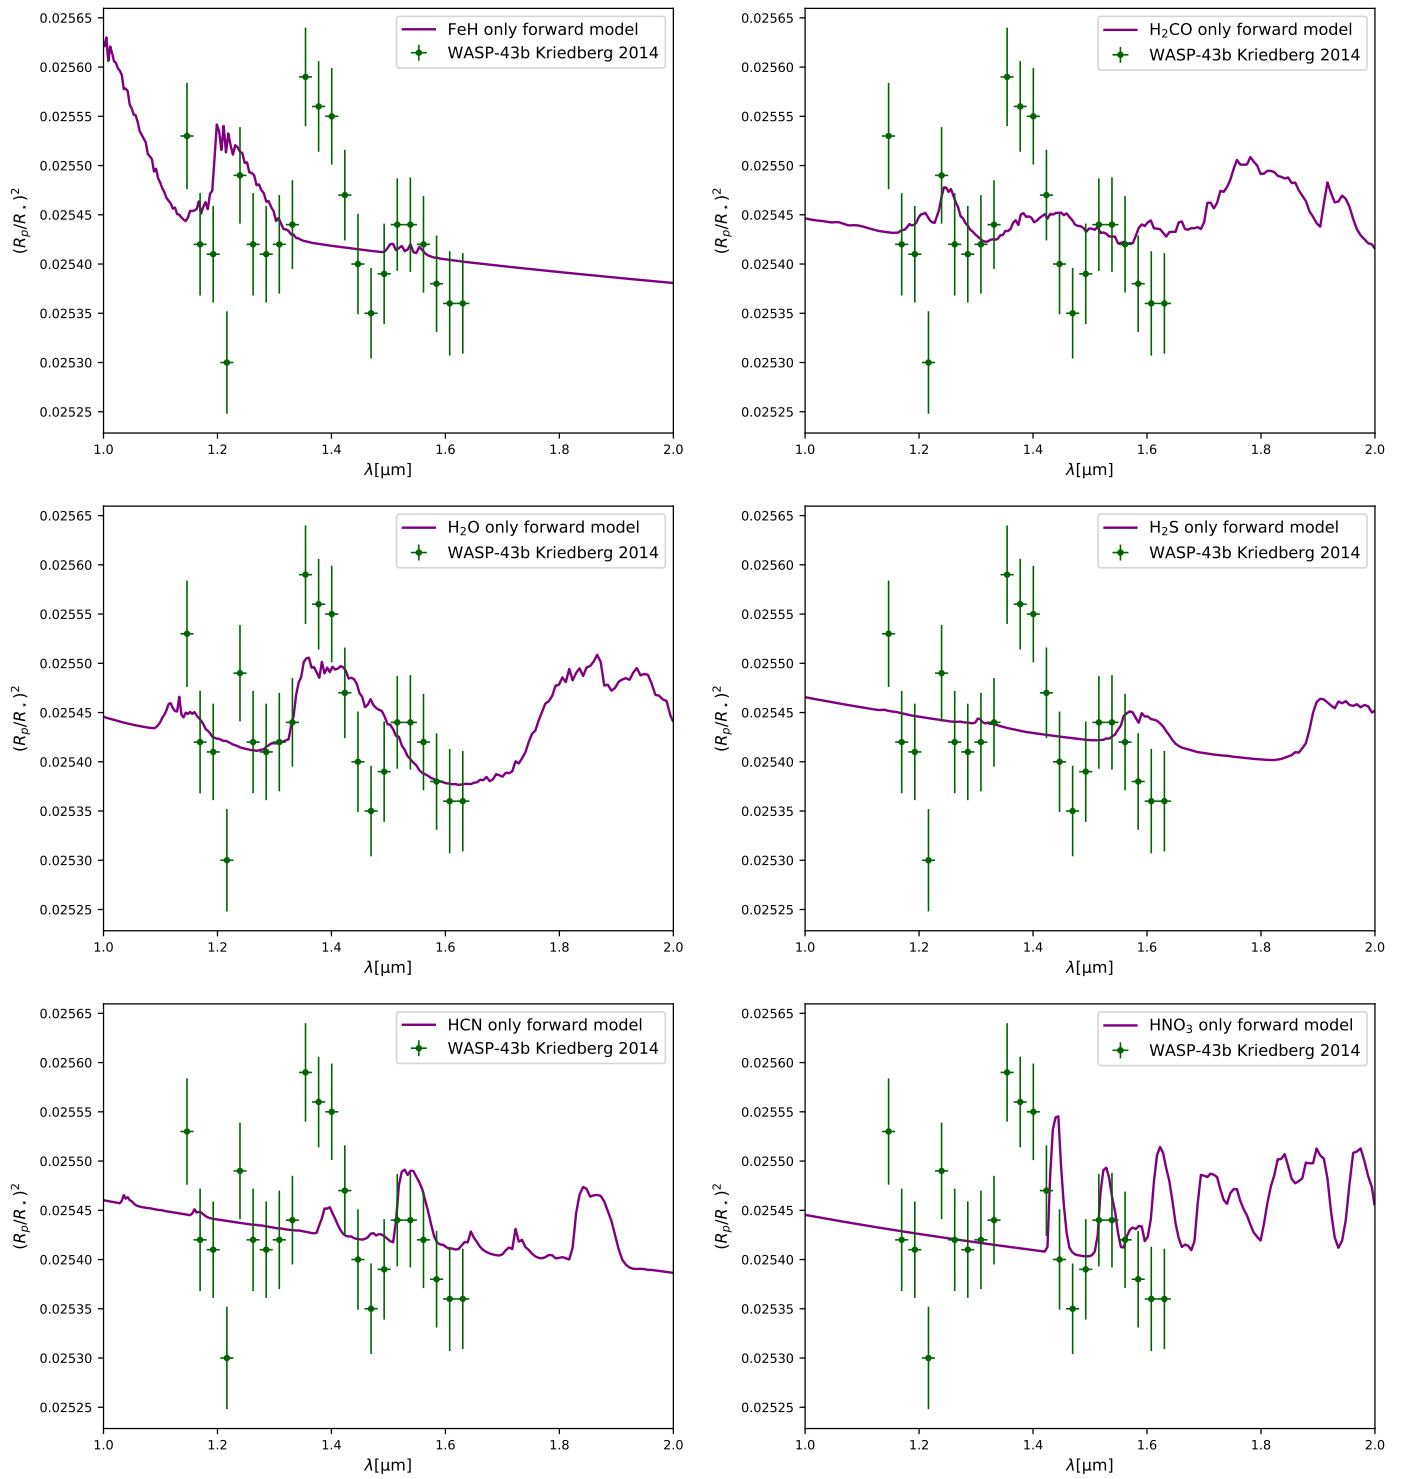 FeH only forward model
WASP-43b Kriedberg 2014
0.02565
0.02560
0.02555
0.02550
0.02545
0.02540
0.02535
0.02530
0.02525
(Rₚ/R⋆)²
1.0 1.2 1.4 1.6 1.8 2.0
λ[μm]
H₂CO only forward model
WASP-43b Kriedberg 2014
0.02565
0.02560
0.02555
0.02550
0.02545
0.02540
0.02535
0.02530
0.02525
(Rₚ/R⋆)²
1.0 1.2 1.4 1.6 1.8 2.0
λ[μm]
H₂O only forward model
WASP-43b Kriedberg 2014
0.02565
0.02560
0.02555
0.02550
0.02545
0.02540
0.02535
0.02530
0.02525
(Rₚ/R⋆)²
1.0 1.2 1.4 1.6 1.8 2.0
λ[μm]
H₂S only forward model
WASP-43b Kriedberg 2014
0.02565
0.02560
0.02555
0.02550
0.02545
0.02540
0.02535
0.02530
0.02525
(Rₚ/R⋆)²
1.0 1.2 1.4 1.6 1.8 2.0
λ[μm]
HCN only forward model
WASP-43b Kriedberg 2014
0.02565
0.02560
0.02555
0.02550
0.02545
0.02540
0.02535
0.02530
0.02525
(Rₚ/R⋆)²
1.0 1.2 1.4 1.6 1.8 2.0
λ[μm]
HNO₃ only forward model
WASP-43b Kriedberg 2014
0.02565
0.02560
0.02555
0.02550
0.02545
0.02540
0.02535
0.02530
0.02525
(Rₚ/R⋆)²
1.0 1.2 1.4 1.6 1.8 2.0
λ[μm]